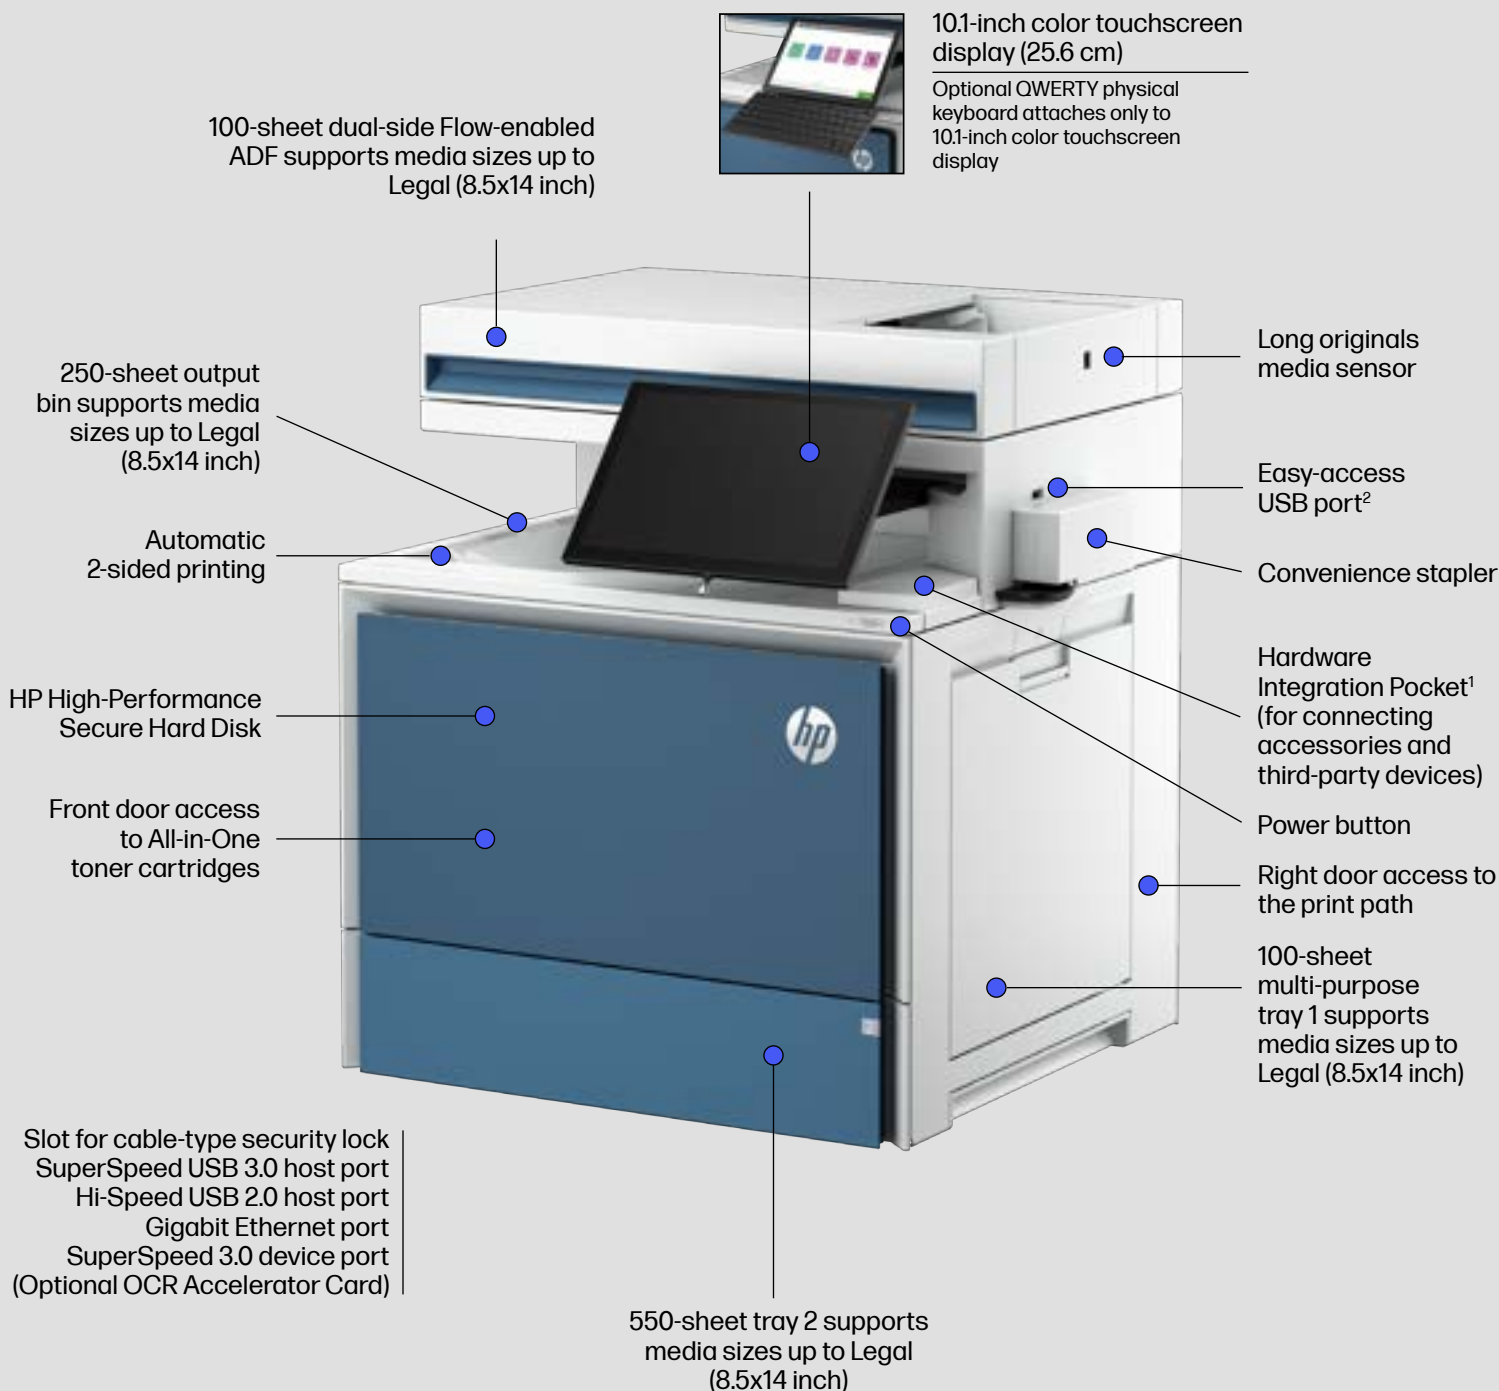 10.1-inch color touchscreen
display (25.6 cm)
Optional QWERTY physical
keyboard attaches only to
10.1-inch color touchscreen
display
100-sheet dual-side Flow-enabled
ADF supports media sizes up to
Legal (8.5x14 inch)
250-sheet output
bin supports media
sizes up to Legal
(8.5x14 inch)
Automatic
2-sided printing
HP High-Performance
Secure Hard Disk
Front door access
to All-in-One
toner cartridges
hp
hp
Long originals
media sensor
Easy-access
USB port²
Convenience stapler
Hardware
Integration Pocket¹
(for connecting
accessories and
third-party devices)
Power button
Right door access to
the print path
100-sheet
multi-purpose
tray 1 supports
media sizes up to
Legal (8.5x14 inch)
Slot for cable-type security lock
SuperSpeed USB 3.0 host port
Hi-Speed USB 2.0 host port
Gigabit Ethernet port
SuperSpeed 3.0 device port
(Optional OCR Accelerator Card)
550-sheet tray 2 supports
media sizes up to Legal
(8.5x14 inch)